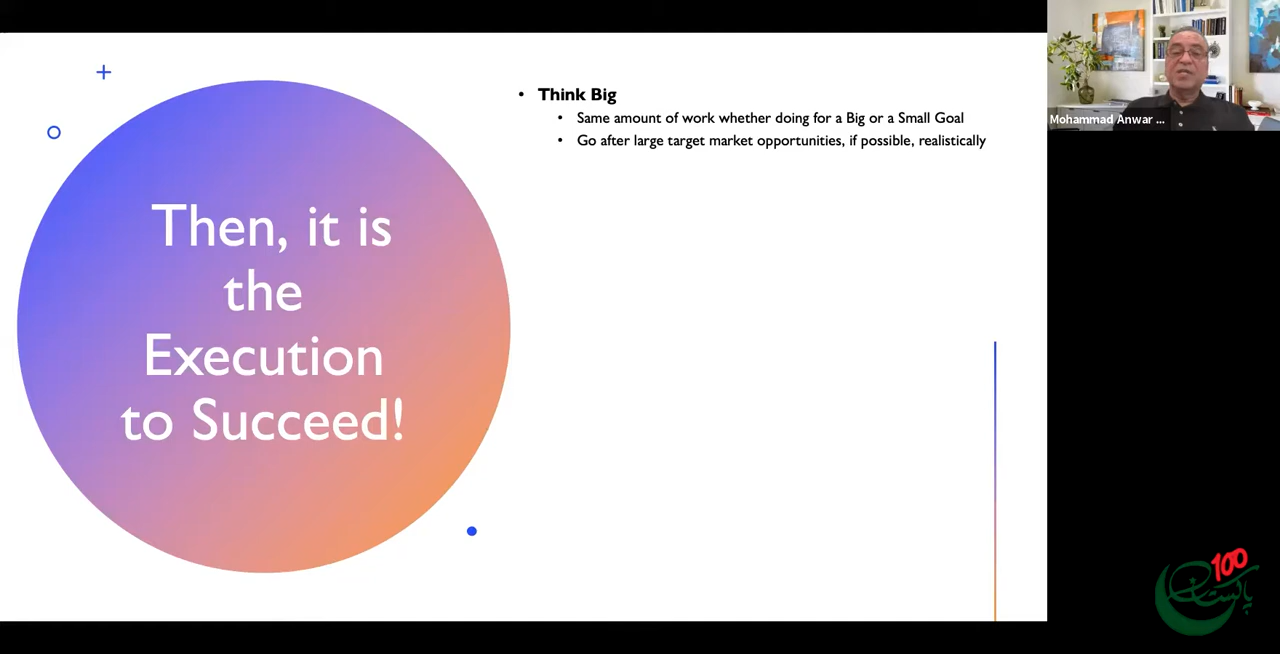 Then, it is
the
Execution
to Succeed!
• Think Big
• Same amount of work whether doing for a Big or a Small Goal
• Go after large target market opportunities, if possible, realistically
Mohammad Anwar ...
100
پاکستان